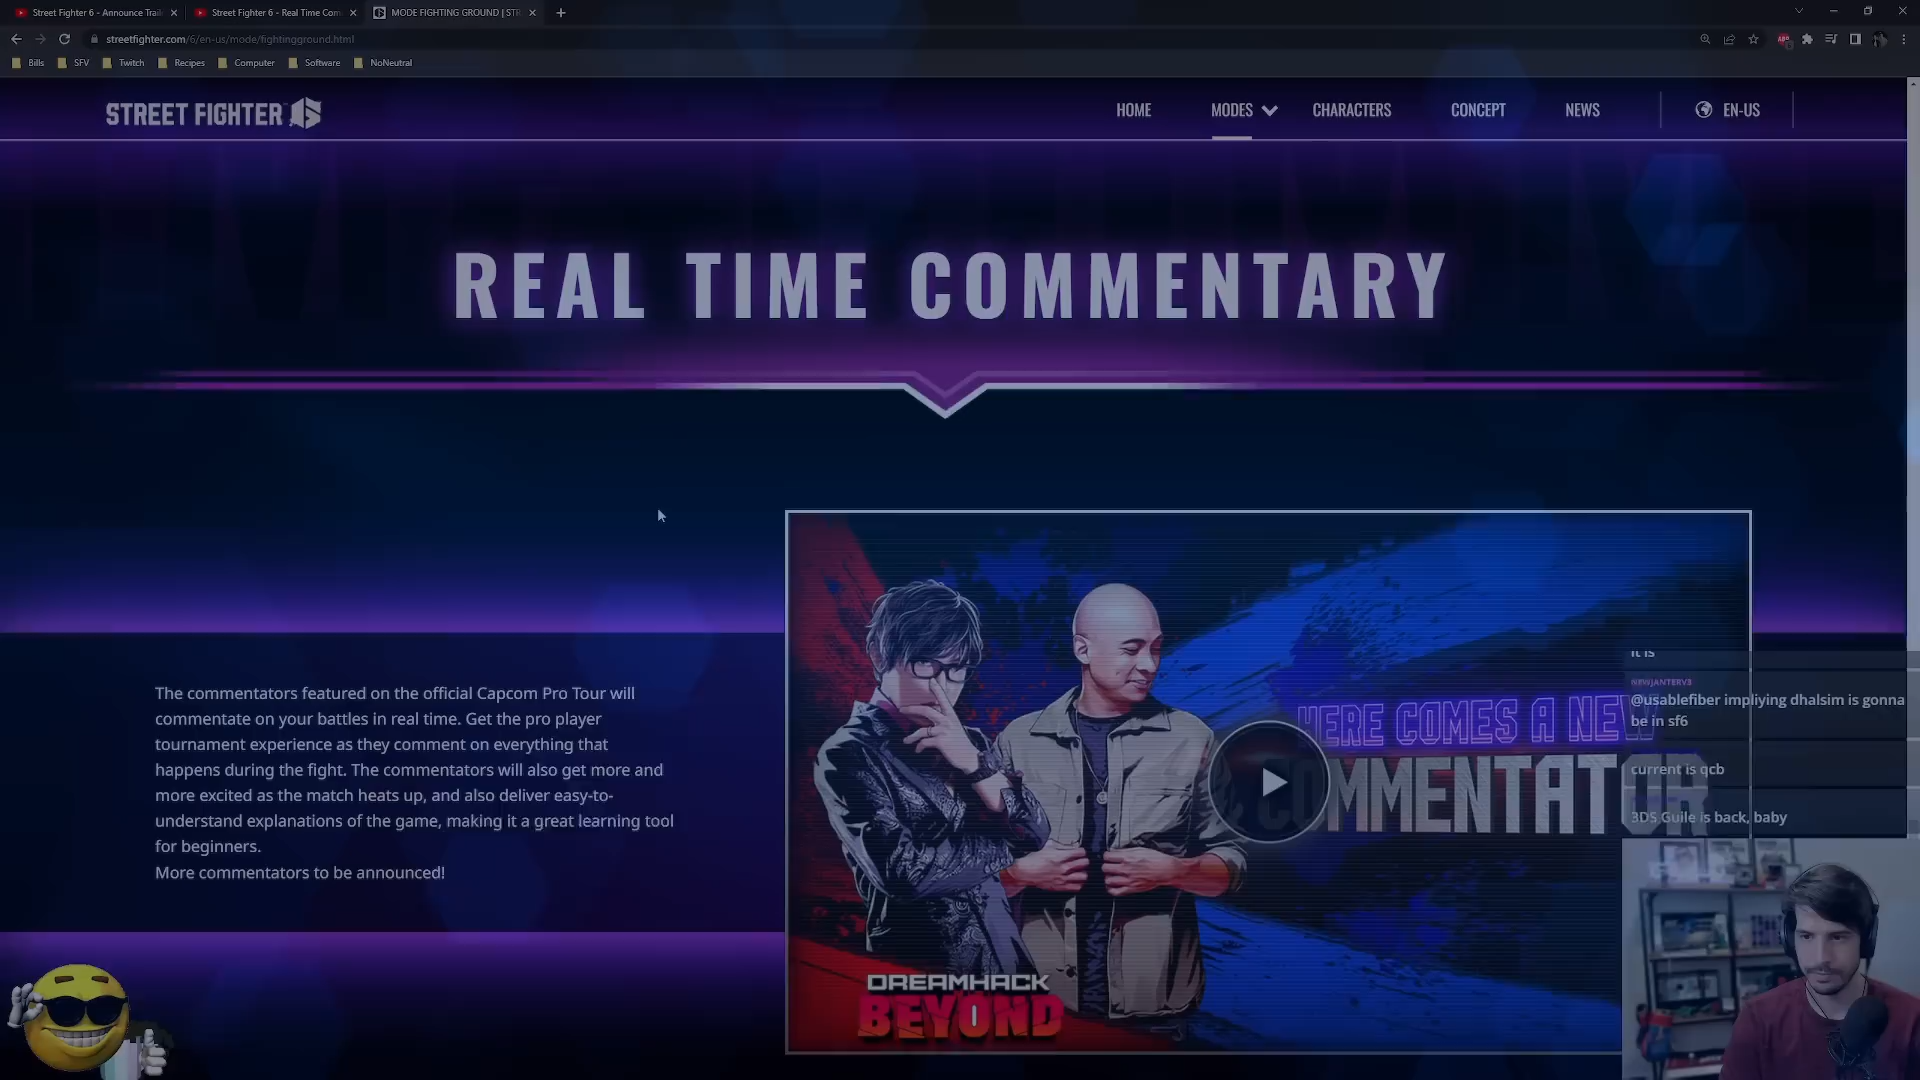 Street Fighter 6 - Announce Trail
Street Fighter 6 - Real Time Com
MODE FIGHTING GROUND | STR
streetfighter.com/6/en-us/mode/fightingground.html
Bills
SFV
Twitch
Recipes
Computer
Software
NoNeutral
STREET FIGHTER 6
HOME
MODES
CHARACTERS
CONCEPT
NEWS
EN-US
REAL TIME COMMENTARY
The commentators featured on the official Capcom Pro Tour will
commentate on your battles in real time. Get the pro player
tournament experience as they comment on everything that
happens during the fight. The commentators will also get more and
more excited as the match heats up, and also deliver easy-to-
understand explanations of the game, making it a great learning tool
for beginners.
More commentators to be announced!
HERE COMES A NEW
COMMENTATOR
DREAMHACK
BEYOND
it is
NEWJANTERV3
@usablefiber impliying dhalsim is gonna
be in sf6
current is qcb
3DS Guile is back, baby